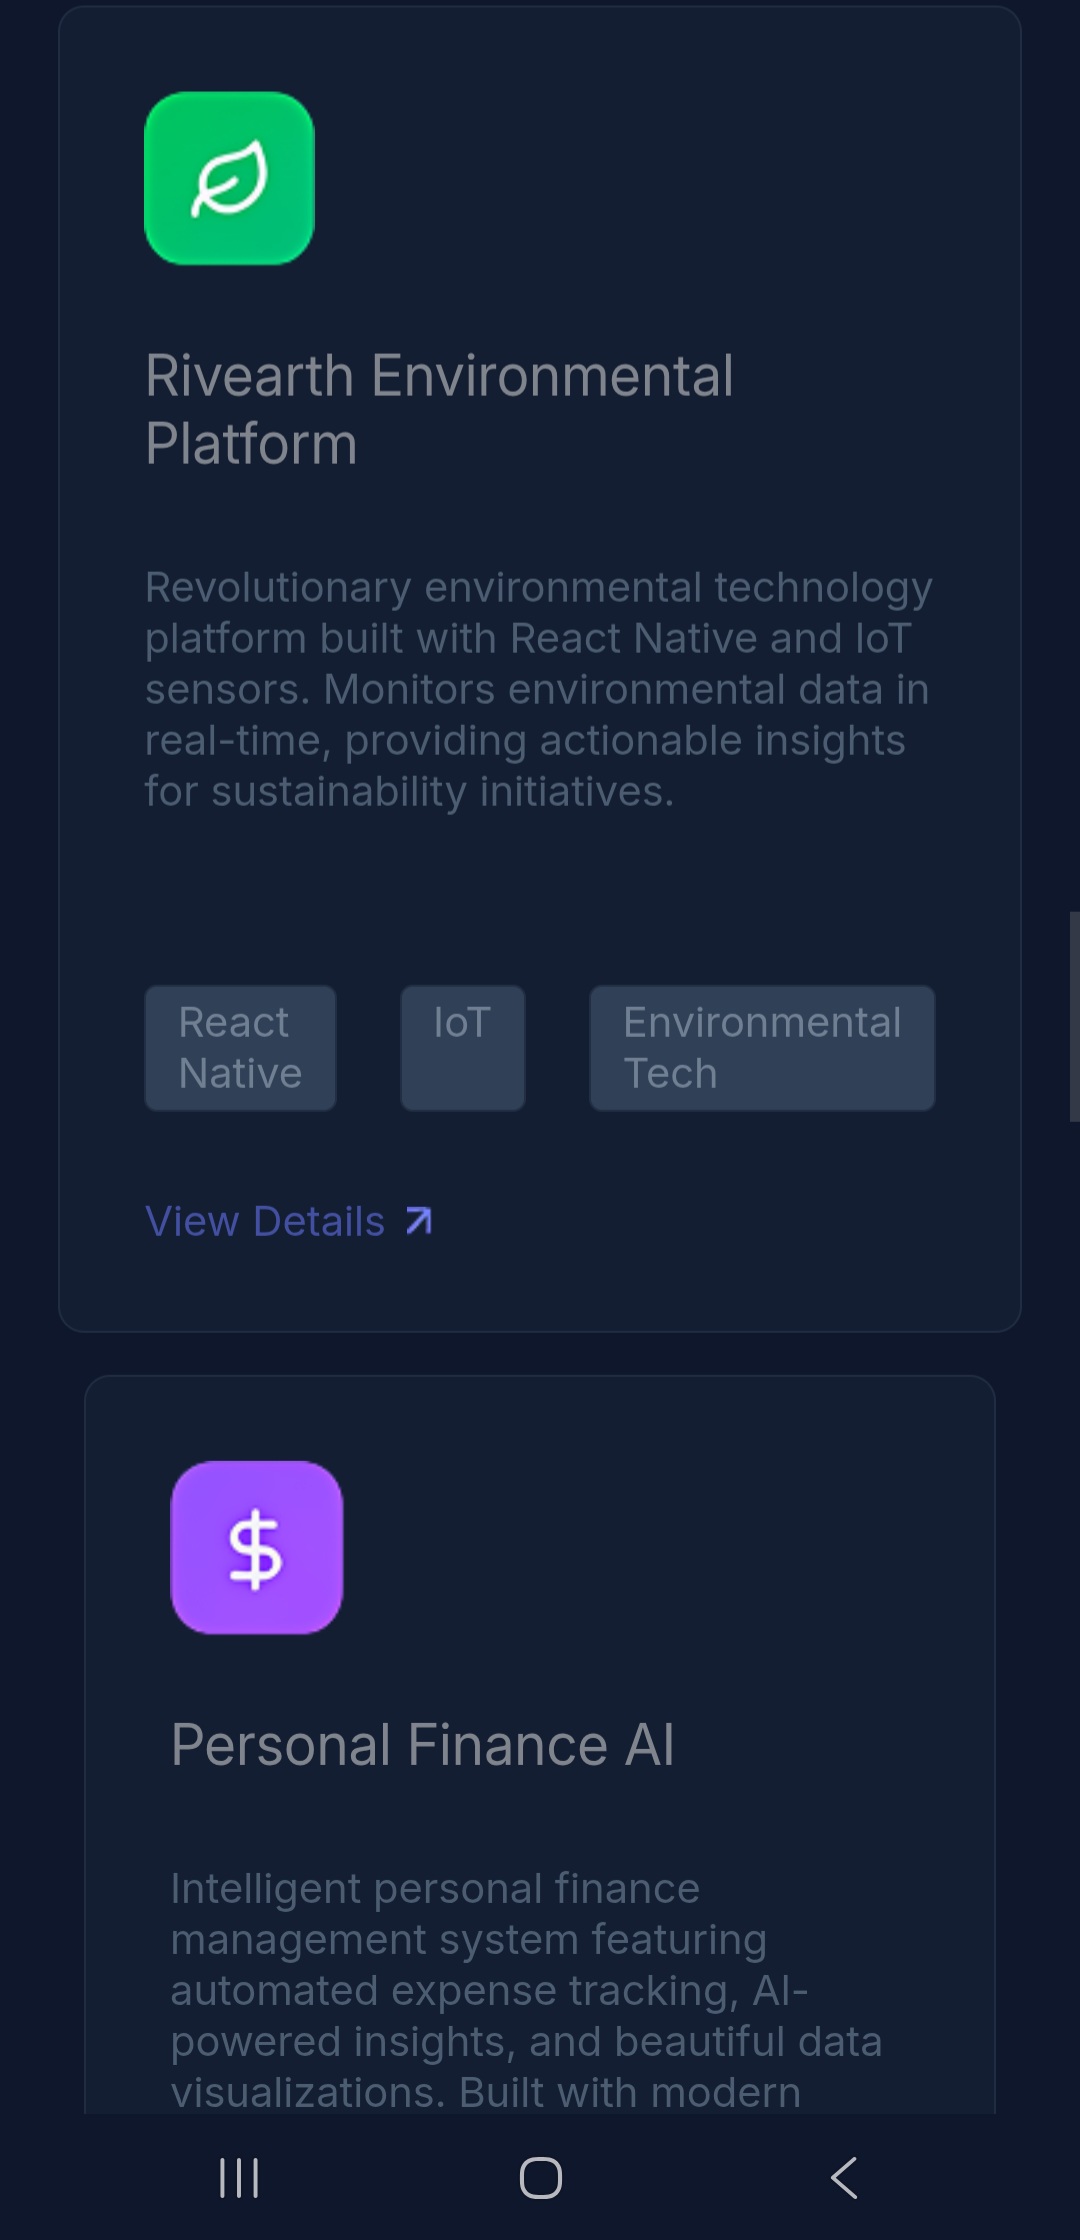 Rivearth Environmental
Platform
Revolutionary environmental technology
platform built with React Native and IoT
sensors. Monitors environmental data in
real-time, providing actionable insights
for sustainability initiatives.
React
Native
IoT
Environmental
Tech
View Details
$
Personal Finance AI
Intelligent personal finance
management system featuring
automated expense tracking, AI-
powered insights, and beautiful data
visualizations. Built with modern